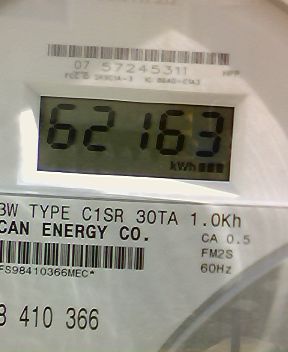 07 57245311
62163
kWh
3W TYPE C1SR 30TA 1.0Kh
CAN ENERGY CO.
CA 0.5
FM2S
FS98410366MEC*
60Hz
8 410 366